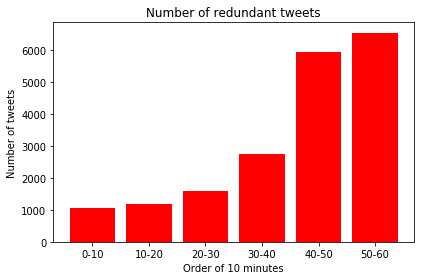 Number of redundant tweets
Number of tweets
6000
5000
4000
3000
2000
1000
0
0-10 10-20 20-30 30-40 40-50 50-60
Order of 10 minutes